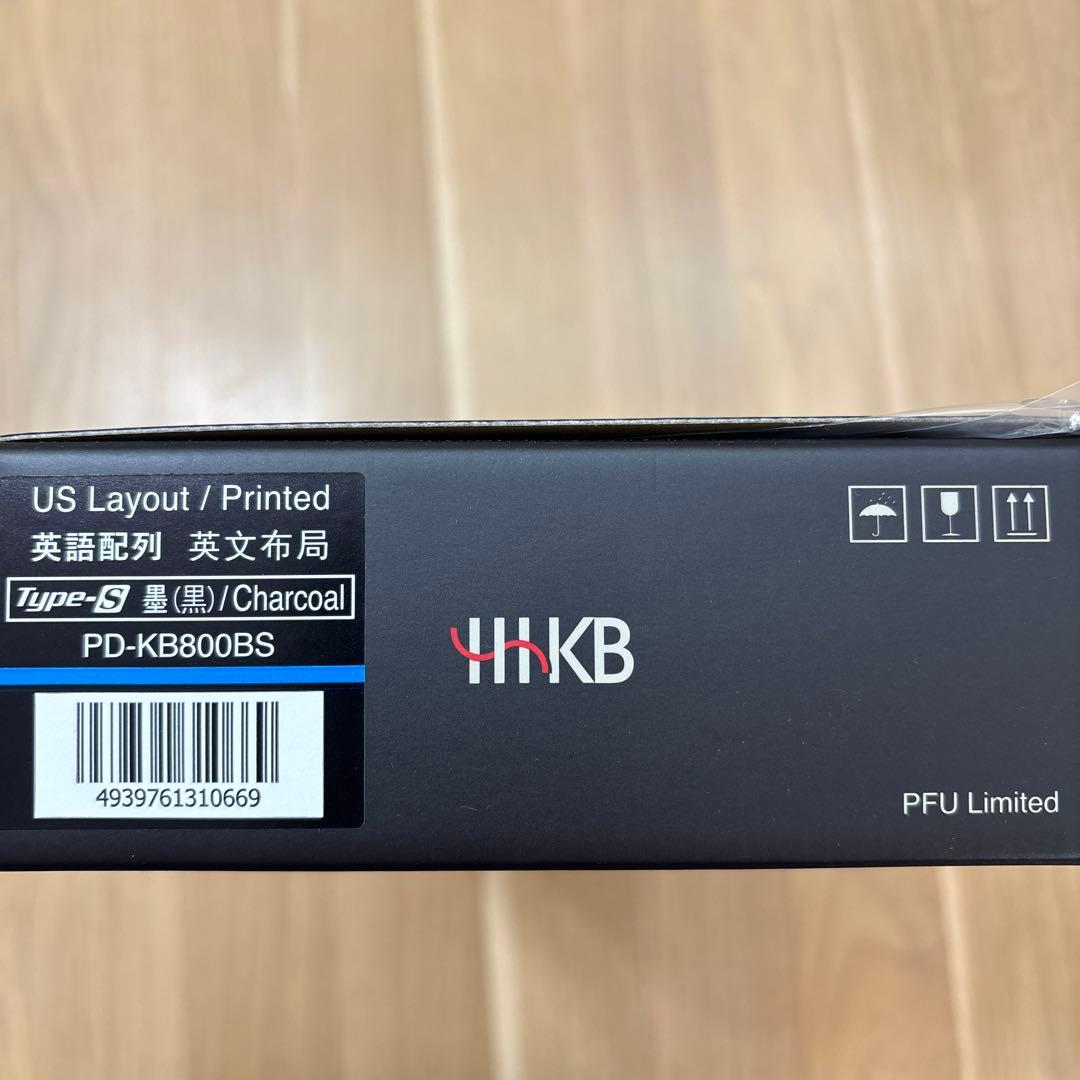 US Layout / Printed
英語配列 英文布局
Type-S 墨(黒)/Charcoal
PD-KB800BS
4939761310669
HHKB
PFU Limited